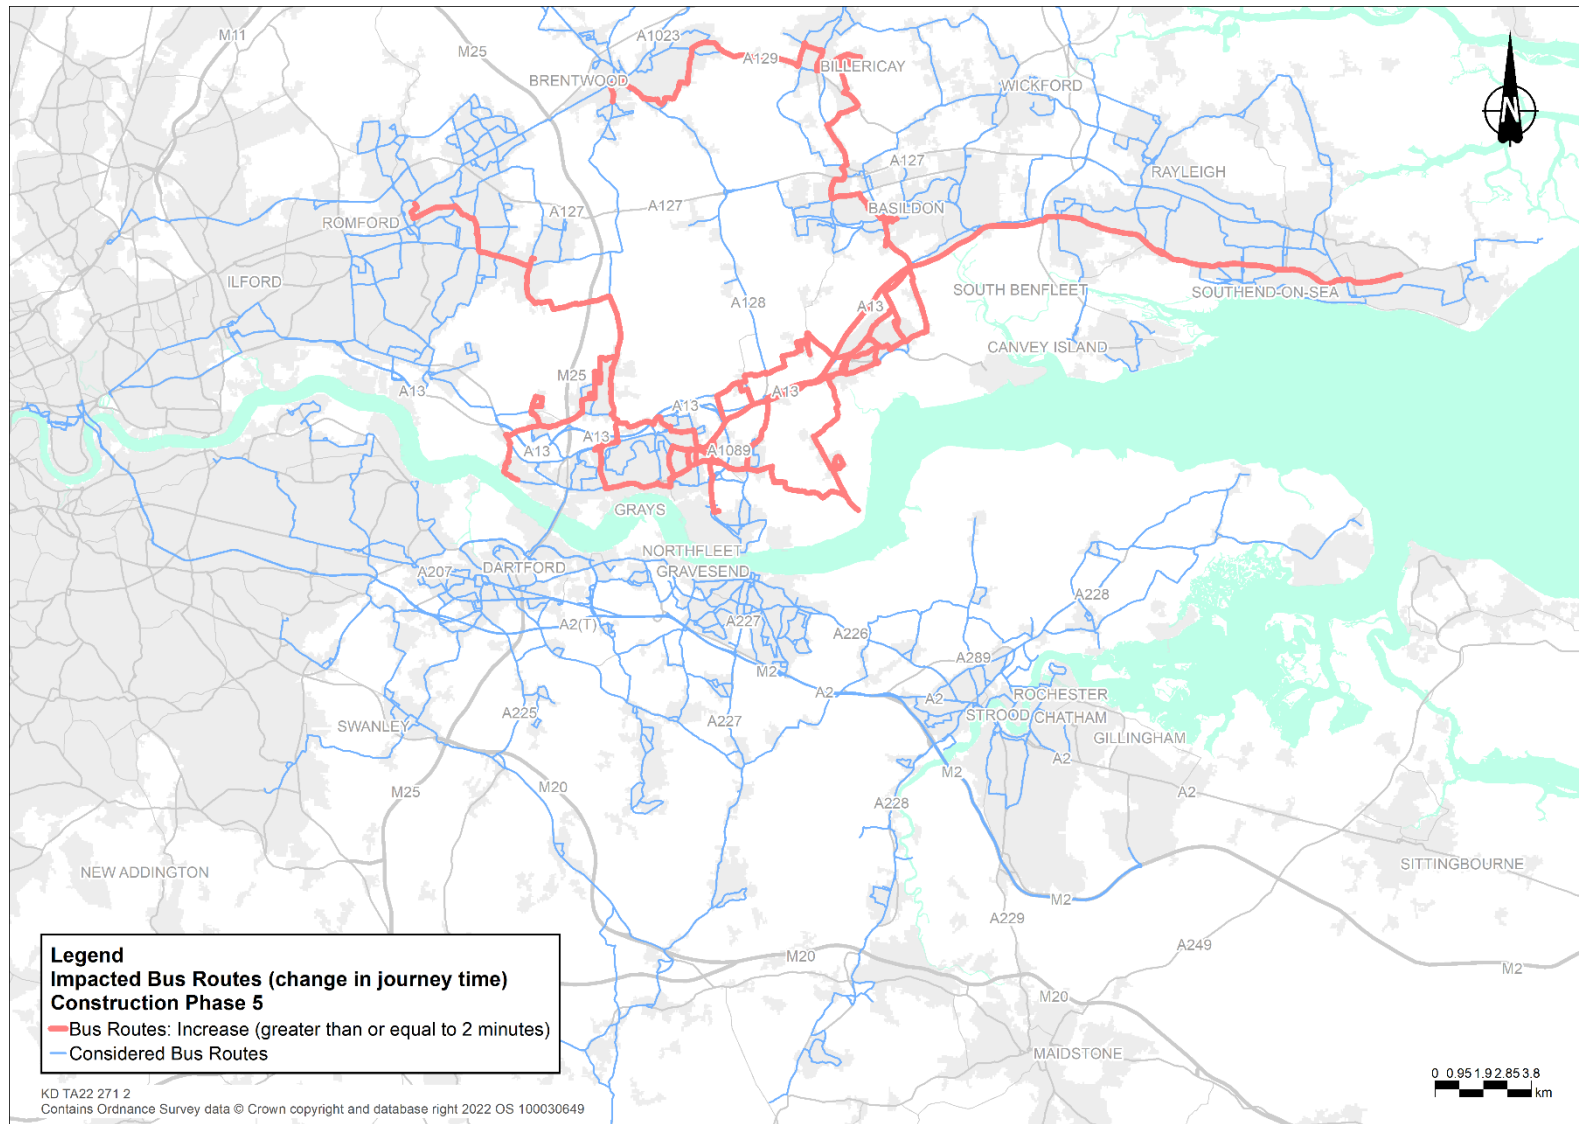 M11
M25
A1023
A129
BRENTWOOD
BILLERICAY
WICKFORD
N
A127
RAYLEIGH
A127
A127
BASILDON
ROMFORD
ILFORD
A128
A13
SOUTH BENFLEET
SOUTHEND-ON-SEA
CANVEY ISLAND
M25
A13
A13
A13
A13
A13
A1089
GRAYS
NORTHFLEET
GRAVESEND
A207
DARTFORD
A228
A2(T)
A227
A226
A289
M2
A2
A2
ROCHESTER
STROOD
CHATHAM
GILLINGHAM
SWANLEY
A225
A227
A2
M2
M25
M20
A228
A2
NEW ADDINGTON
SITTINGBOURNE
M2
A229
A249
M20
M2
M20
MAIDSTONE
Legend
Impacted Bus Routes (change in journey time)
Construction Phase 5
Bus Routes: Increase (greater than or equal to 2 minutes)
Considered Bus Routes
0 0.95 1.9 2.85 3.8
km
KD TA22 271 2
Contains Ordnance Survey data © Crown copyright and database right 2022 OS 100030649